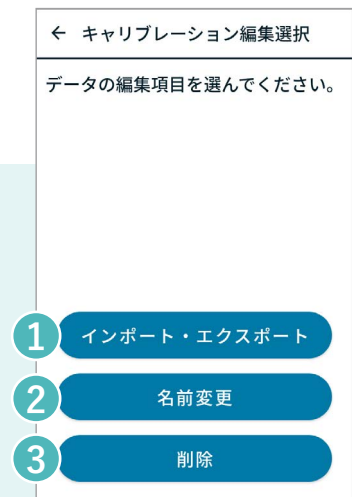 ← キャリブレーション編集選択
データの編集項目を選んでください。
1 インポート・エクスポート
2 名前変更
3 削除